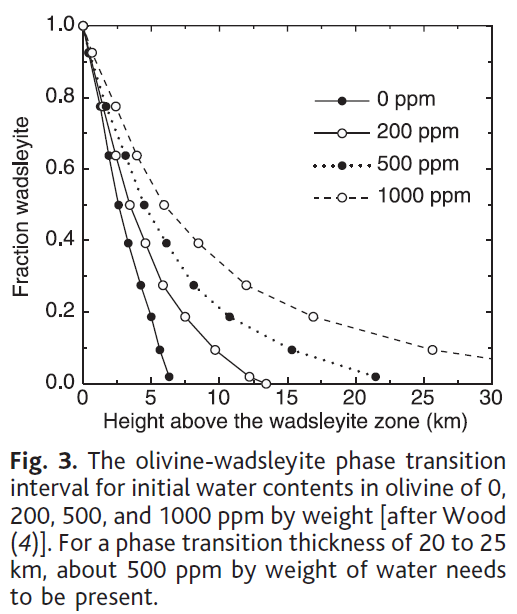 1.0
0.8
0.6
0.4
0.2
0.0
Fraction wadsleyite
0 ppm
200 ppm
500 ppm
1000 ppm
0 5 10 15 20 25 30
Height above the wadsleyite zone (km)
Fig. 3. The olivine-wadsleyite phase transition
interval for initial water contents in olivine of 0,
200, 500, and 1000 ppm by weight [after Wood
(4)]. For a phase transition thickness of 20 to 25
km, about 500 ppm by weight of water needs
to be present.